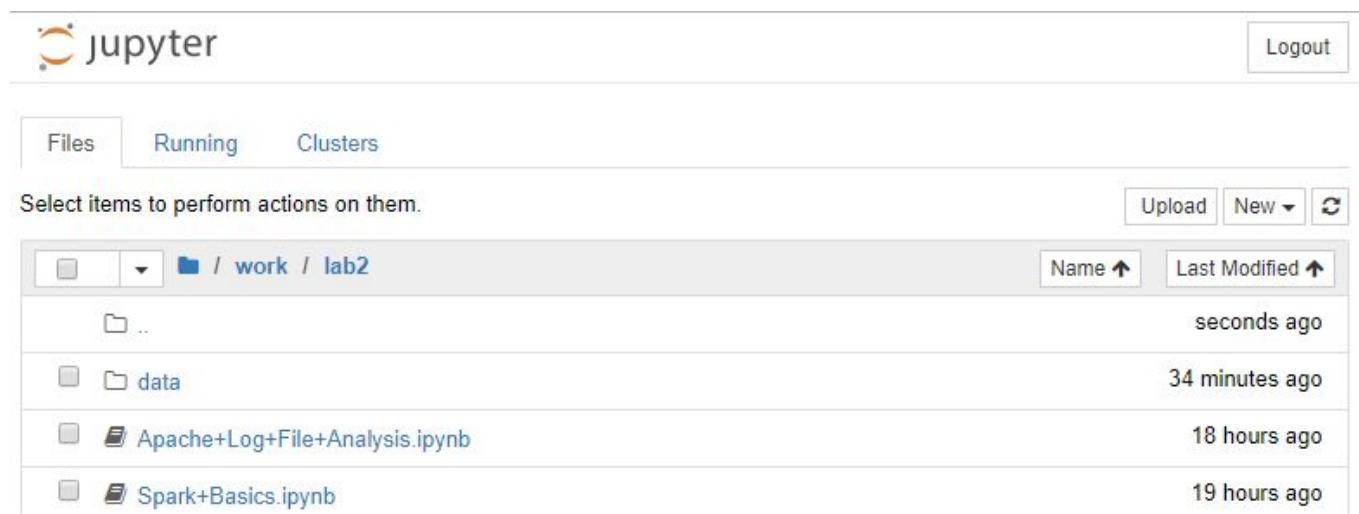 jupyter Logout
Files Running Clusters
Select items to perform actions on them. Upload New
/ work / lab2 Name Last Modified
.. seconds ago
data 34 minutes ago
Apache+Log+File+Analysis.ipynb 18 hours ago
Spark+Basics.ipynb 19 hours ago